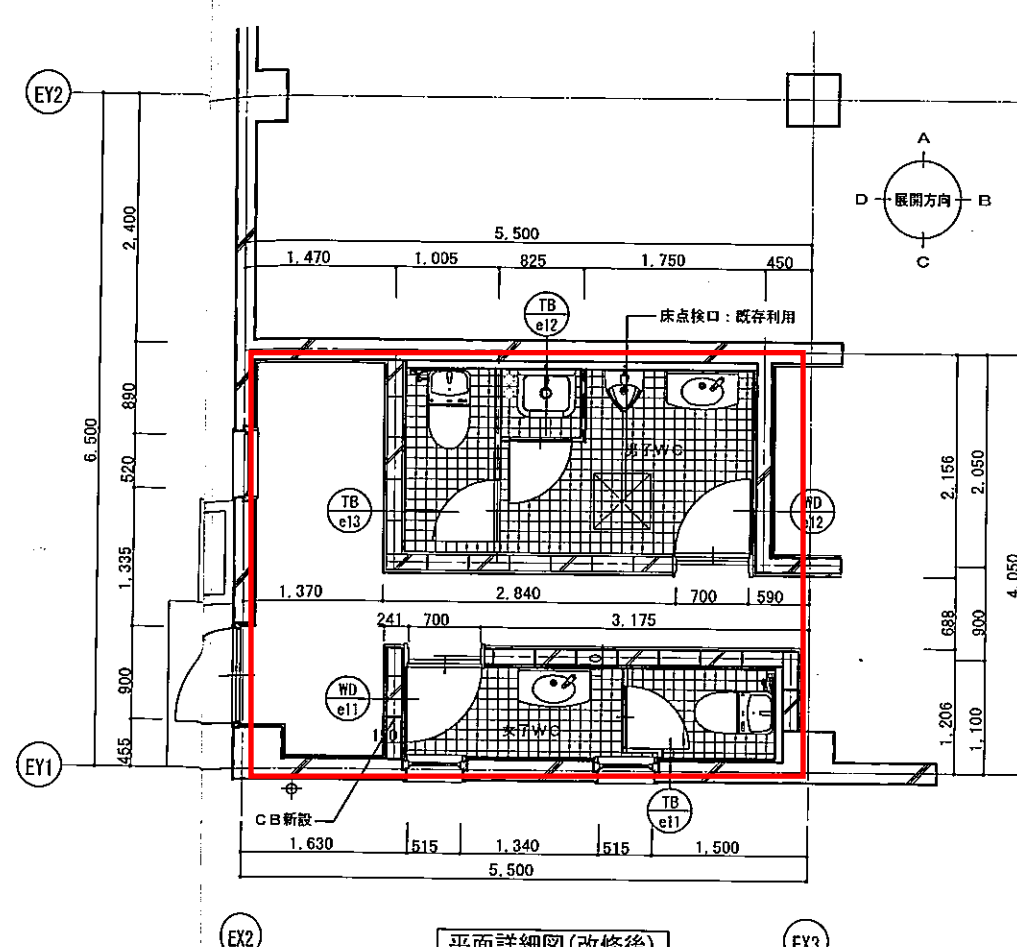 EY2
A
D 展開方向 B
C
2,400
5,500
1,470 1,005 825 1,750 450
TB
e12
床点検口：既存利用
890
6,500
520
2,156
2,050
男子WC
TB
e13
WD
e12
1,335
4,050
1,370 2,840 700 590
241 700 3,175
688
900
900
WD
e11
女子WC
150
1,206
1,100
455
EY1
TB
e11
CB新設
1,630 515 1,340 515 1,500
5,500
EX2
平面詳細図(改修後)
EX3